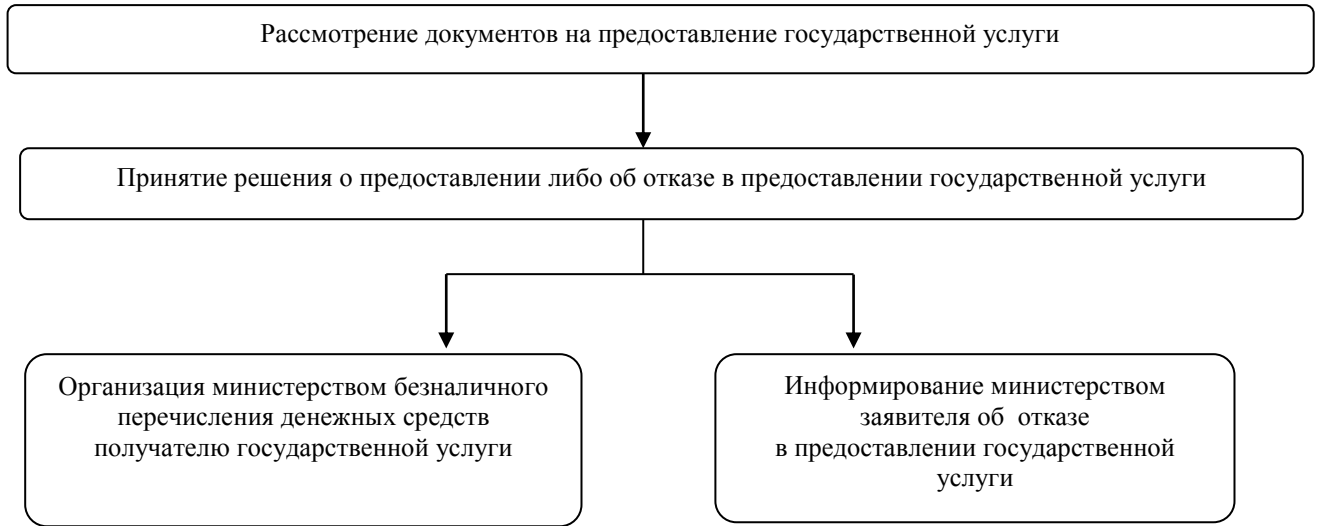 Рассмотрение документов на предоставление государственной услуги
Принятие решения о предоставлении либо об отказе в предоставлении государственной услуги
Организация министерством безналичного
перечисления денежных средств
получателю государственной услуги
Информирование министерством
заявителя об отказе
в предоставлении государственной
услуги